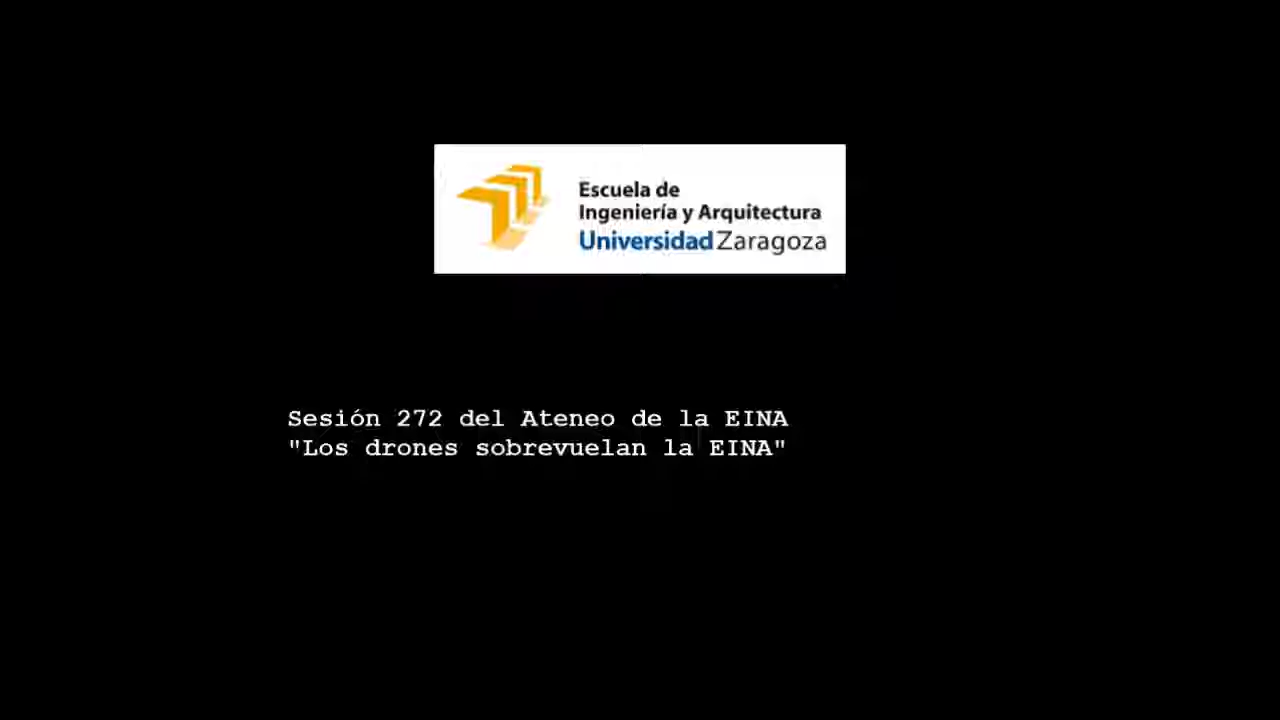 Escuela de
Ingeniería y Arquitectura
Universidad Zaragoza
Sesión 272 del Ateneo de la EINA
"Los drones sobrevuelan la EINA"